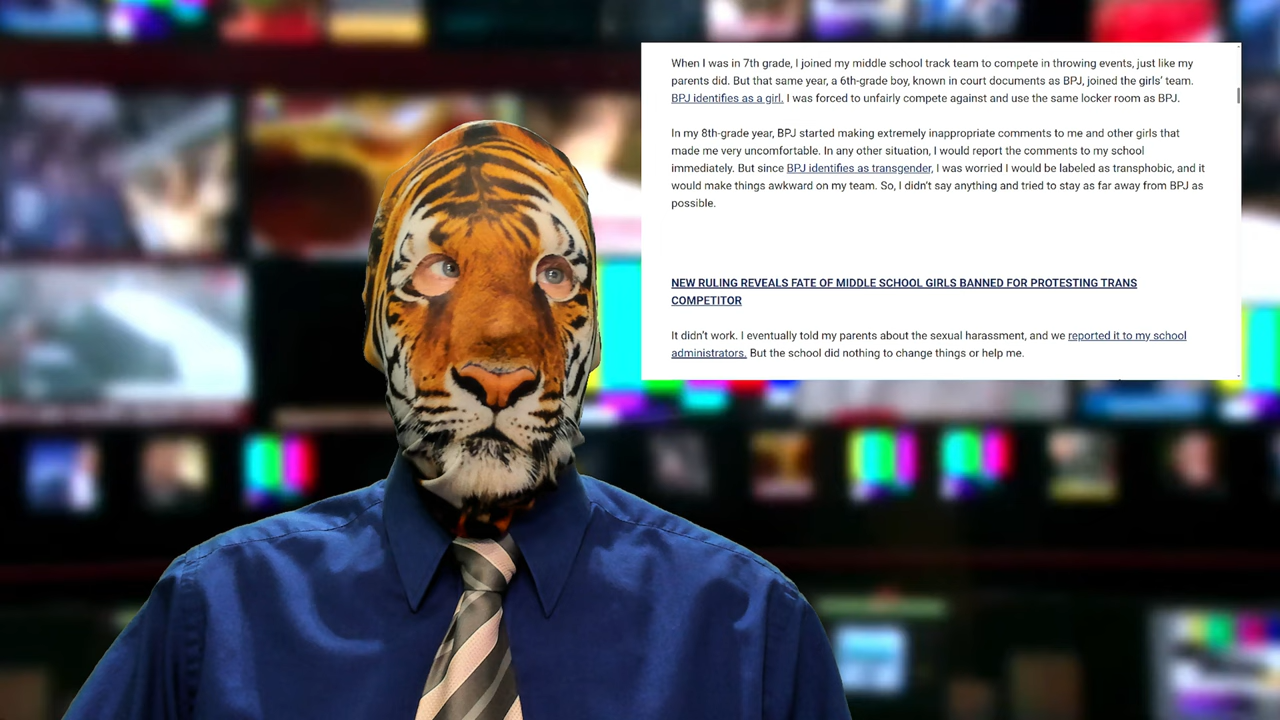 When I was in 7th grade, I joined my middle school track team to compete in throwing events, just like my
parents did. But that same year, a 6th-grade boy, known in court documents as BPJ, joined the girls’ team.
BPJ identifies as a girl. I was forced to unfairly compete against and use the same locker room as BPJ.
In my 8th-grade year, BPJ started making extremely inappropriate comments to me and other girls that
made me very uncomfortable. In any other situation, I would report the comments to my school
immediately. But since BPJ identifies as transgender, I was worried I would be labeled as transphobic, and it
would make things awkward on my team. So, I didn’t say anything and tried to stay as far away from BPJ as
possible.
NEW RULING REVEALS FATE OF MIDDLE SCHOOL GIRLS BANNED FOR PROTESTING TRANS
COMPETITOR
It didn’t work. I eventually told my parents about the sexual harassment, and we reported it to my school
administrators. But the school did nothing to change things or help me.